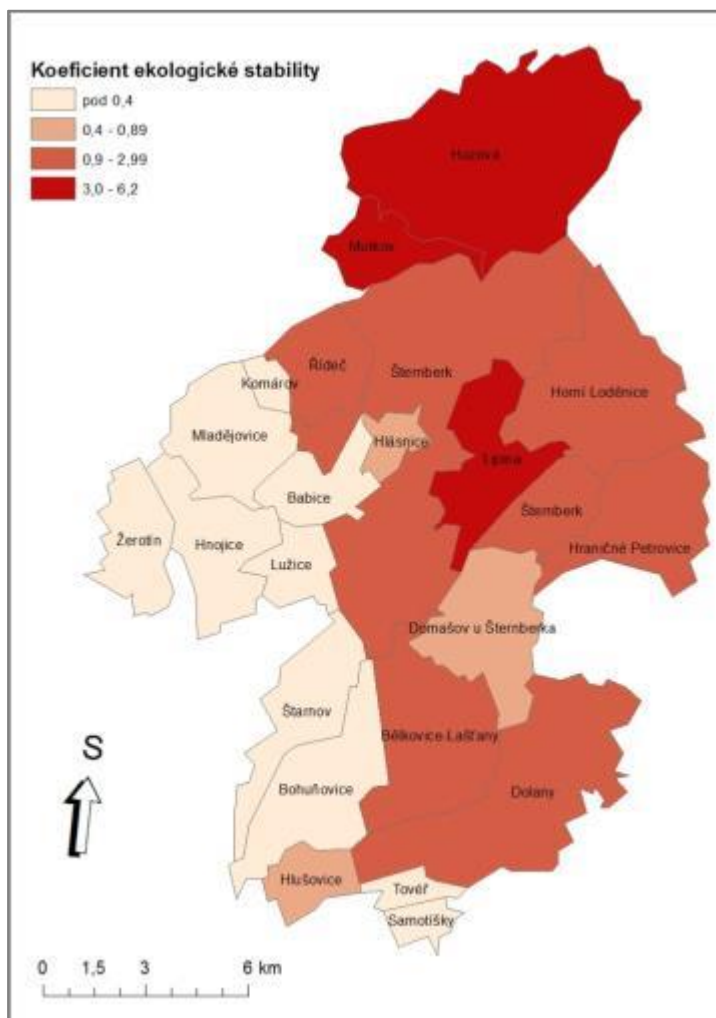 Koeficient ekologické stability
pod 0,4
0,4 - 0,89
0,9 - 2,99
3,0 - 6,2
Huzová
Mutkov
Řídeč
Komárov
Šternberk
Horní Loděnice
Mladějovice
Hlásnice
Lipina
Babice
Šternberk
Žerotín
Hnojice
Lužice
Hraničné Petrovice
Domašov u Šternberka
Štarnov
Bělkovice-Lašťany
S
Bohuňovice
Dolany
Hlušovice
Tovéř
Samotíšky
0 1,5 3 6 km